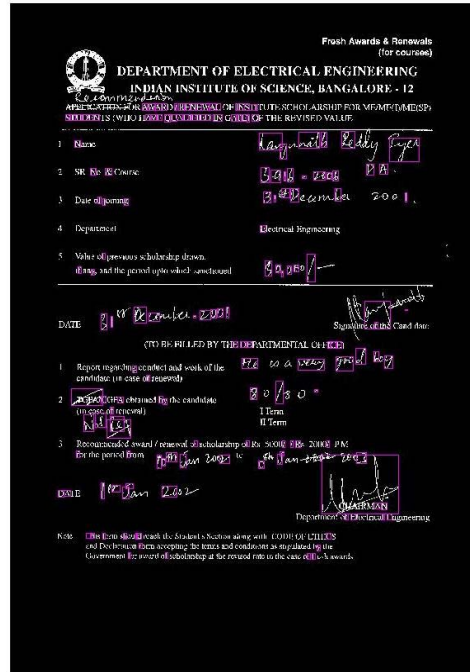 Fresh Awards & Renewals
(for courses)
DEPARTMENT OF ELECTRICAL ENGINEERING
INDIAN INSTITUTE OF SCIENCE, BANGALORE - 12
Recommendation
APPLICATION FOR AWARD / RENEWAL OF INSTITUTE SCHOLARSHIP FOR ME/MT(I)/ME(SP)
STUDENTS (WHO HAVE QUALIFIED IN GATE) OF THE REVISED VALUE
1 Name Reddy
2 SR No & Course
3 Date of joining December 2001
4 Department Electrical Engineering
5 Value of previous scholarship drawn,
if any, and the period upto which sanctioned
DATE December - 2001
Signature of the Candidate
(TO BE FILLED BY THE DEPARTMENTAL OFFICE)
1 Report regarding conduct and work of the He is a very good boy
candidate (in case of renewal)
2 obtained by the candidate 80/80
(in case of renewal) I Term
II Term
3 Recommended award / renewal of scholarship of Rs 5000/ Rs 2000/ P M
for the period from Jan 2002 to Jan 2002
DATE 1st Jan 2002
CHAIRMAN
Department of Electrical Engineering
Note This form should reach the Student's Section along with CODE OF ETHICS
and Declaration form accepting the terms and conditions as stipulated by the
Government for award of scholarship at the revised rate in the case of fresh awards